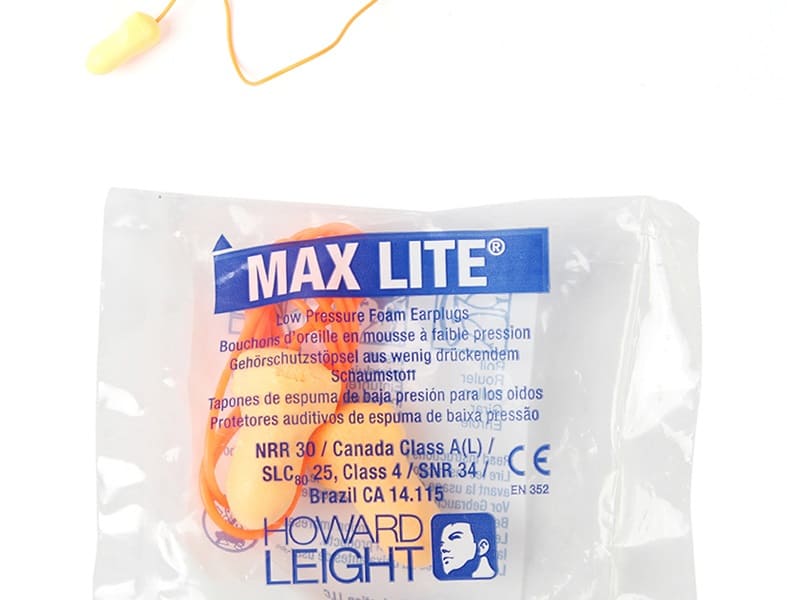 MAX LITE®
Low Pressure Foam Earplugs
Bouchons d'oreille en mousse à faible pression
Gehörschutzstöpsel aus wenig drückendem
Schaumstoff
Tapones de espuma de baja presión para los oidos
Protetores auditivos de espuma de baixa pressão
NRR 30 / Canada Class A(L) /
SLC80 25, Class 4 / SNR 34 /
Brazil CA 14.115
CE
EN 352
HOWARD
LEIGHT